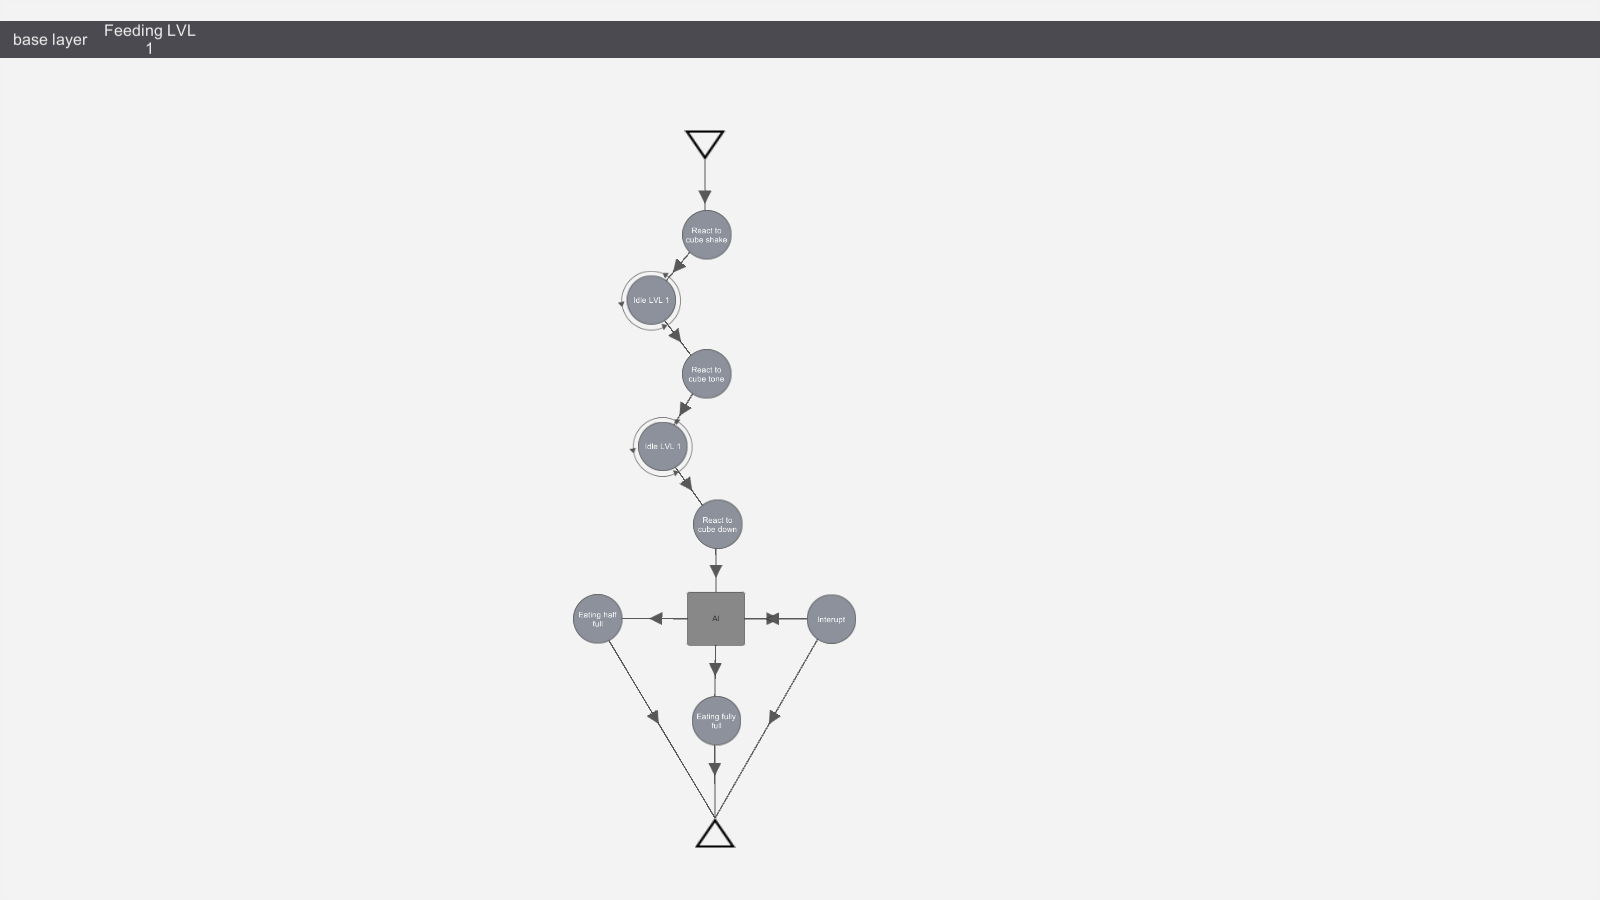 base layer
Feeding LVL
1
React to
cube shake
Idle LVL 1
React to
cube tone
Idle LVL 1
React to
cube down
Eating half
full
AI
Interupt
Eating fully
full